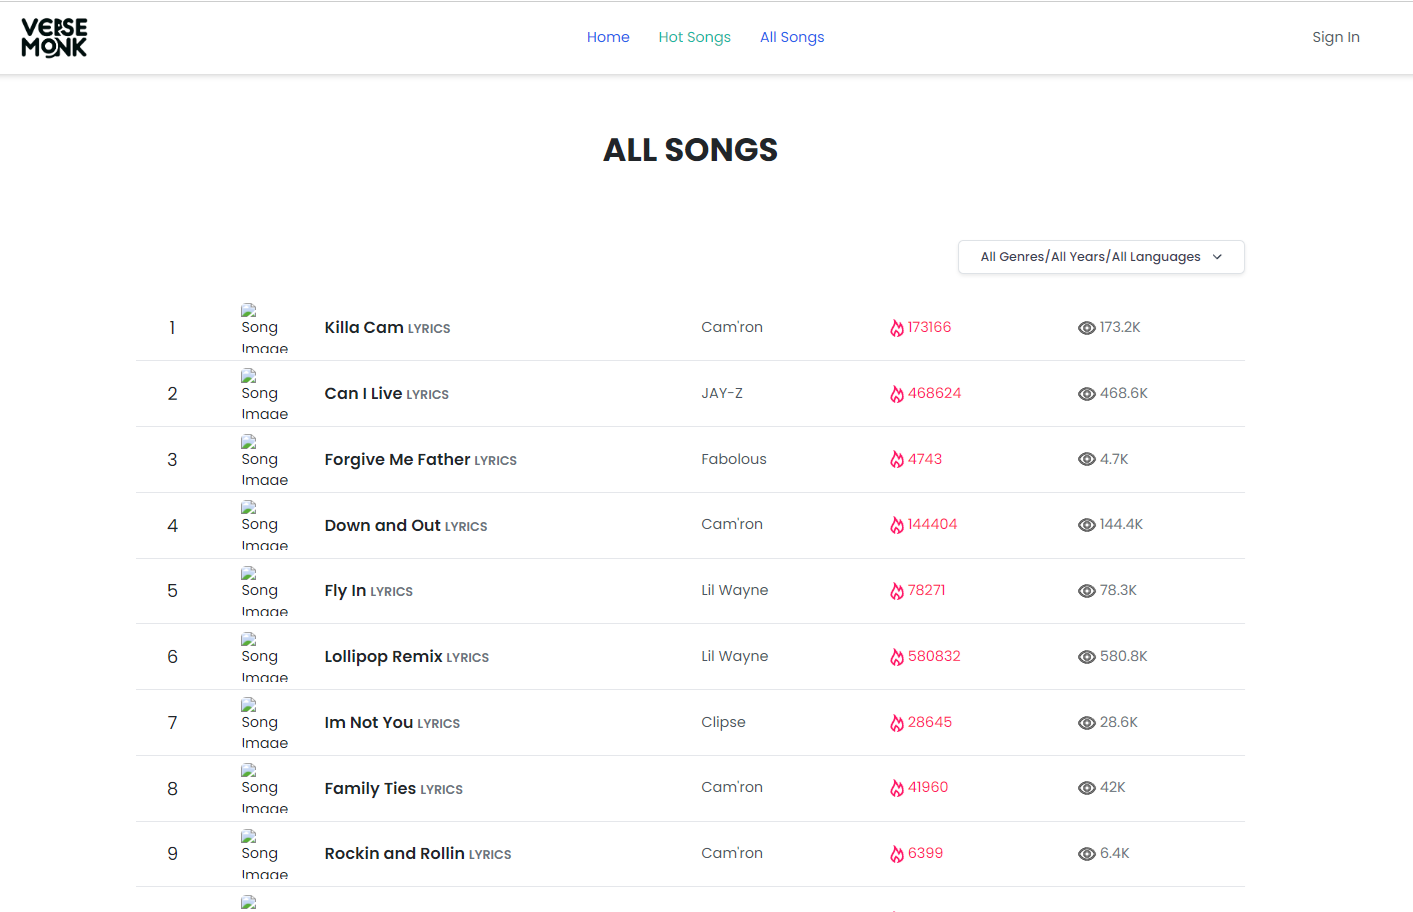 VERSE
MONK
Home Hot Songs All Songs Sign In
ALL SONGS
All Genres/All Years/All Languages
1 Song Image Killa Cam LYRICS Cam'ron 173166 173.2K
2 Song Image Can I Live LYRICS JAY-Z 468624 468.6K
3 Song Image Forgive Me Father LYRICS Fabolous 4743 4.7K
4 Song Image Down and Out LYRICS Cam'ron 144404 144.4K
5 Song Image Fly In LYRICS Lil Wayne 78271 78.3K
6 Song Image Lollipop Remix LYRICS Lil Wayne 580832 580.8K
7 Song Image Im Not You LYRICS Clipse 28645 28.6K
8 Song Image Family Ties LYRICS Cam'ron 41960 42K
9 Song Image Rockin and Rollin LYRICS Cam'ron 6399 6.4K